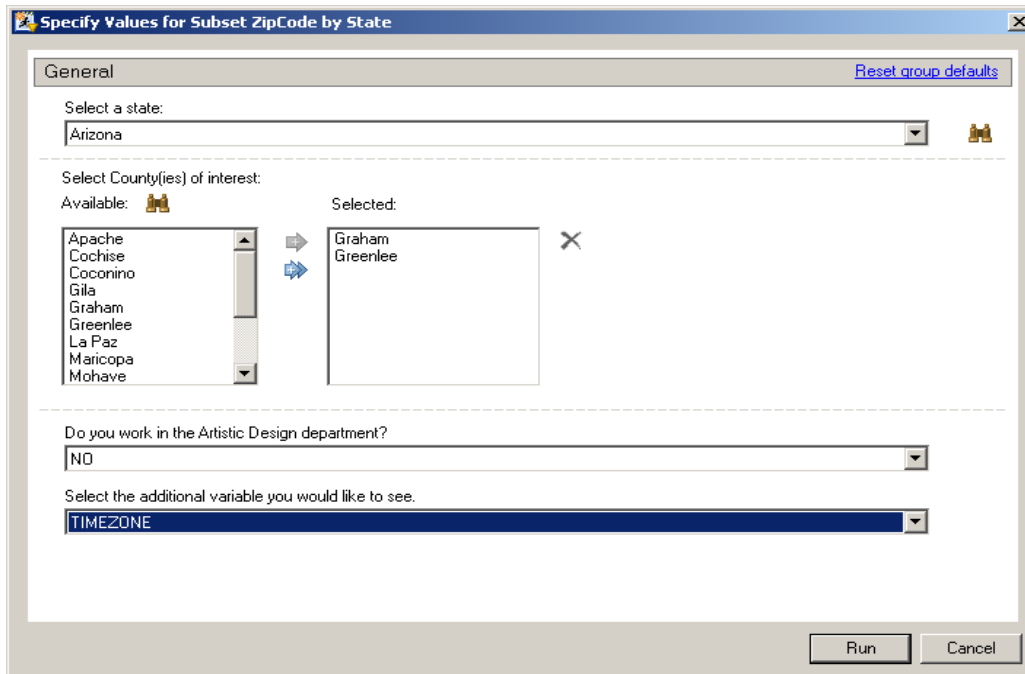 Specify Values for Subset ZipCode by State
General
Reset group defaults
Select a state:
Arizona
Select County(ies) of interest:
Available:
Selected:
Apache
Cochise
Coconino
Gila
Graham
Greenlee
La Paz
Maricopa
Mohave
Graham
Greenlee
Do you work in the Artistic Design department?
NO
Select the additional variable you would like to see.
TIMEZONE
Run
Cancel